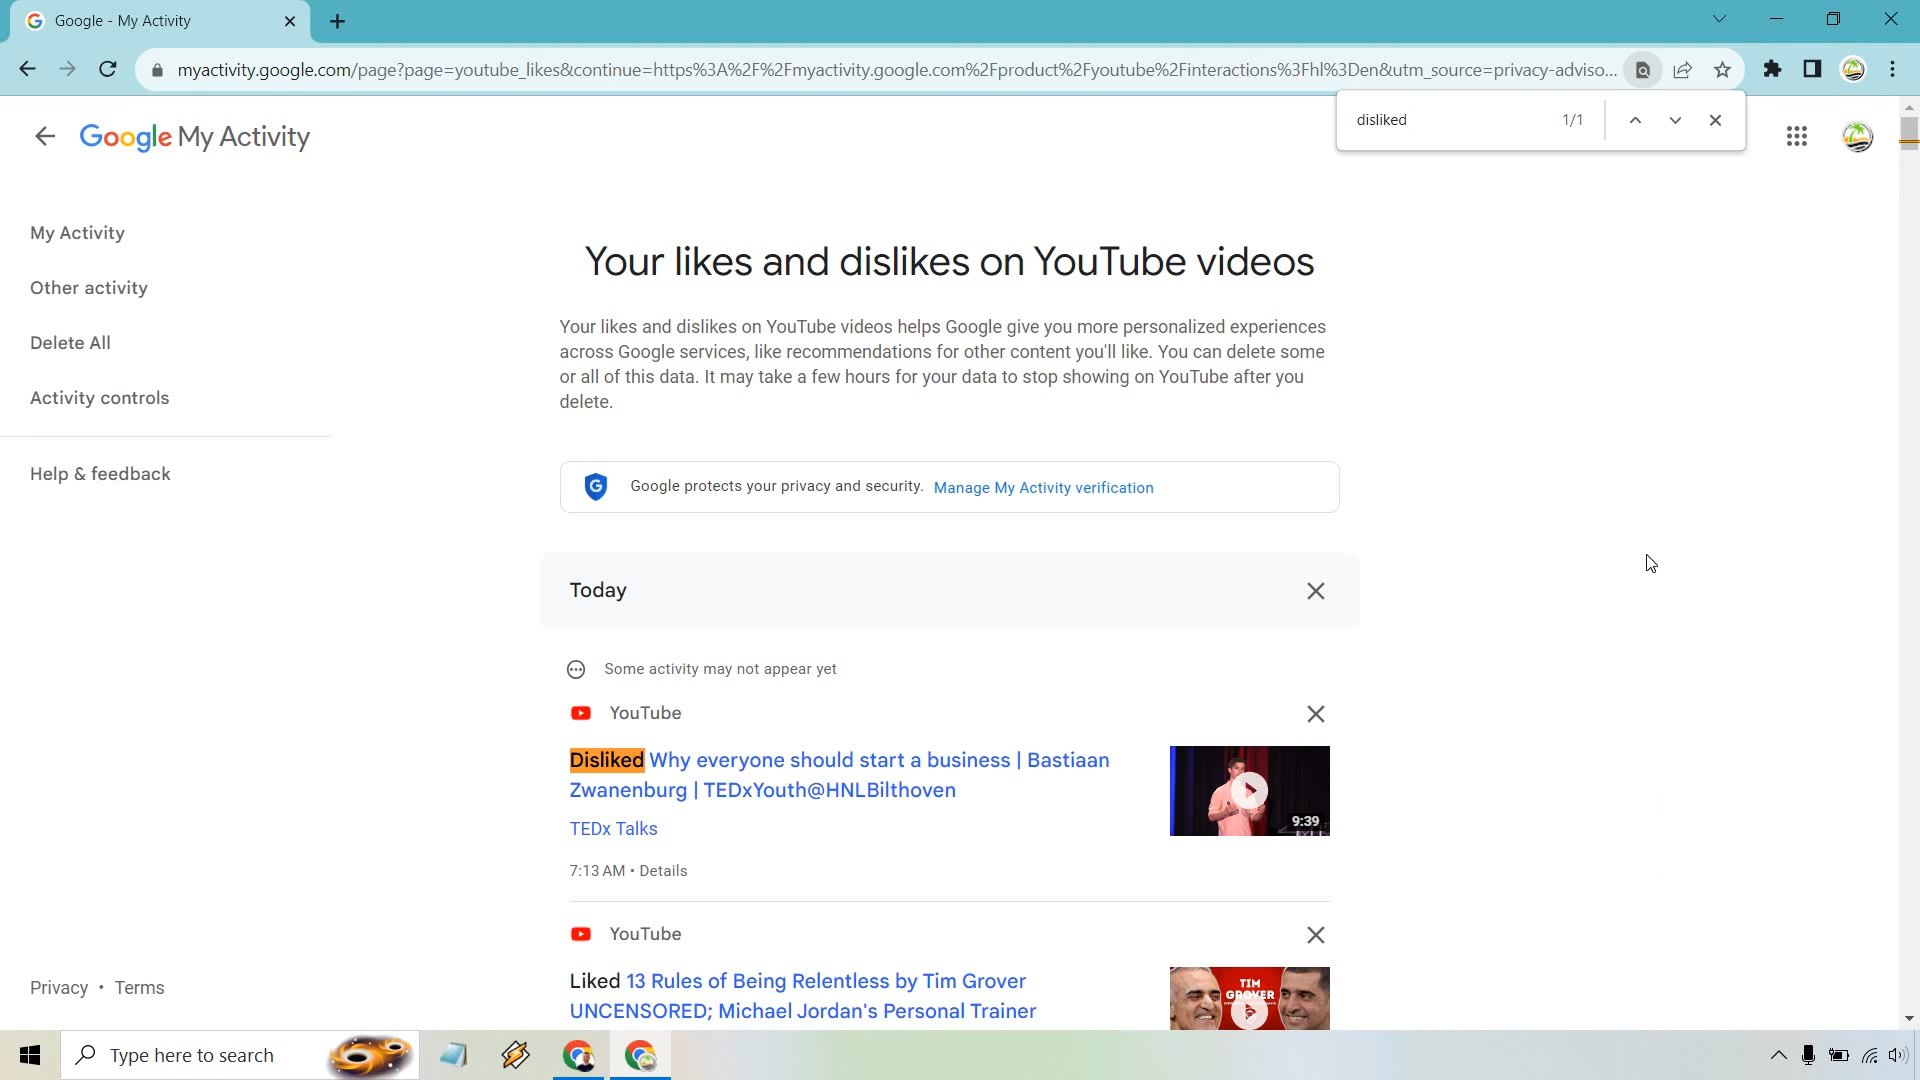 Google - My Activity
myactivity.google.com/page?page=youtube_likes&continue=https%3A%2F%2Fmyactivity.google.com%2Fproduct%2Fyoutube%2Finteractions%3Fhl%3Den&utm_source=privacy-adviso...
disliked 1/1
Google My Activity
My Activity
Other activity
Delete All
Activity controls
Help & feedback
Your likes and dislikes on YouTube videos
Your likes and dislikes on YouTube videos helps Google give you more personalized experiences
across Google services, like recommendations for other content you'll like. You can delete some
or all of this data. It may take a few hours for your data to stop showing on YouTube after you
delete.
Google protects your privacy and security. Manage My Activity verification
Today
Some activity may not appear yet
YouTube
Disliked Why everyone should start a business | Bastiaan
Zwanenburg | TEDxYouth@HNLBilthoven
TEDx Talks
7:13 AM • Details
9:39
YouTube
Liked 13 Rules of Being Relentless by Tim Grover
UNCENSORED; Michael Jordan's Personal Trainer
TIM
GROVER
Privacy • Terms
Type here to search